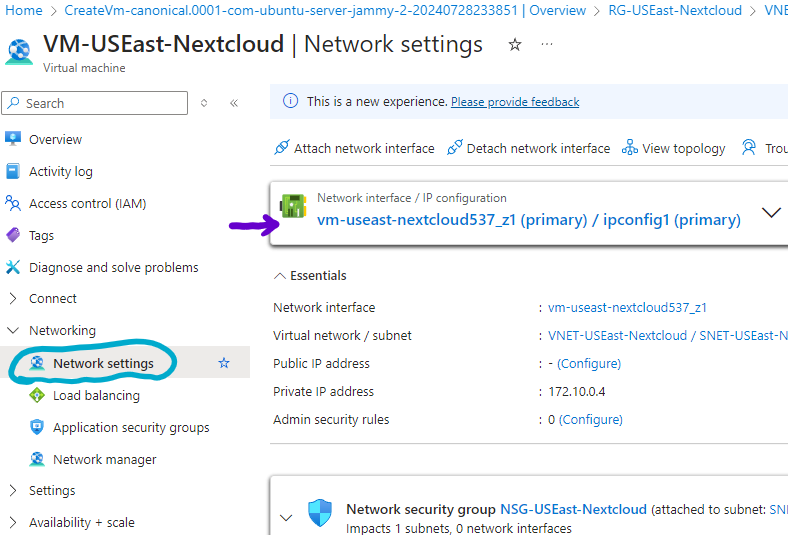 Home > CreateVm-canonical.0001-com-ubuntu-server-jammy-2-20240728233851 | Overview > RG-USEast-Nextcloud > VNE
VM-USEast-Nextcloud | Network settings
Virtual machine
Search
Overview
Activity log
Access control (IAM)
Tags
Diagnose and solve problems
Connect
Networking
Network settings
Load balancing
Application security groups
Network manager
Settings
Availability + scale
This is a new experience. Please provide feedback
Attach network interface Detach network interface View topology Trou
Network interface / IP configuration
vm-useast-nextcloud537_z1 (primary) / ipconfig1 (primary)
Essentials
Network interface : vm-useast-nextcloud537_z1
Virtual network / subnet : VNET-USEast-Nextcloud / SNET-USEast-N
Public IP address : - (Configure)
Private IP address : 172.10.0.4
Admin security rules : 0 (Configure)
Network security group NSG-USEast-Nextcloud (attached to subnet: SN
Impacts 1 subnets, 0 network interfaces